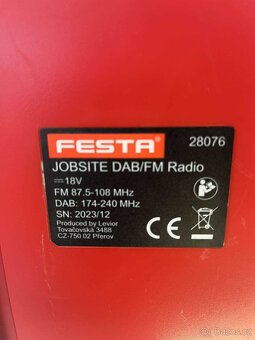 FESTA 28076
JOBSITE DAB/FM Radio
18V
FM 87.5-108 MHz
DAB: 174-240 MHz
SN: 2023/12
Produced by Levior
Tovačovská 3488
CZ-750 02 Přerov
CE